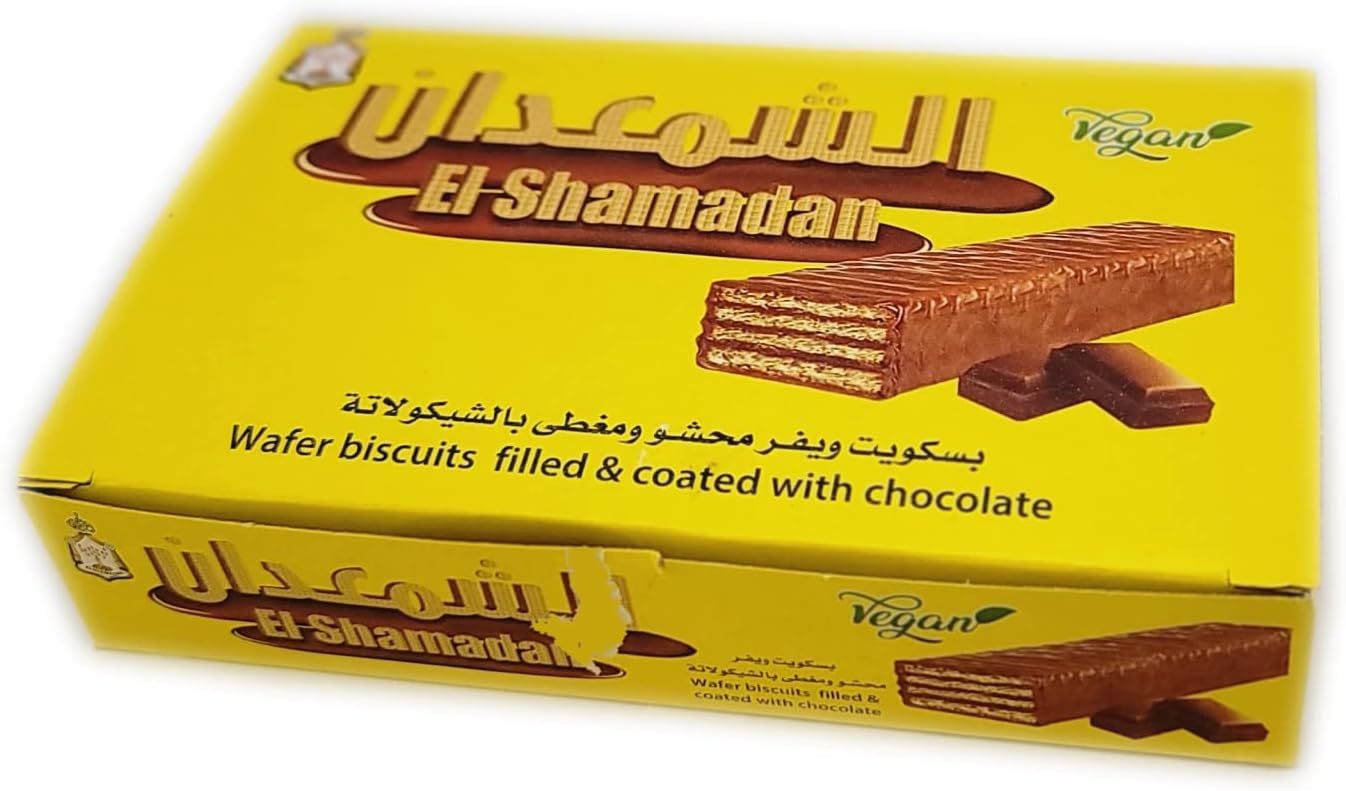 الشمعدان
El-Shamadan
Vegan
بسكويت ويفر محشو ومغطى بالشيكولاتة
Wafer biscuits filled & coated with chocolate
الشمعدان
El-Shamadan
Vegan
بسكويت ويفر
محشو ومغطى بالشيكولاتة
Wafer biscuits filled &
coated with chocolate